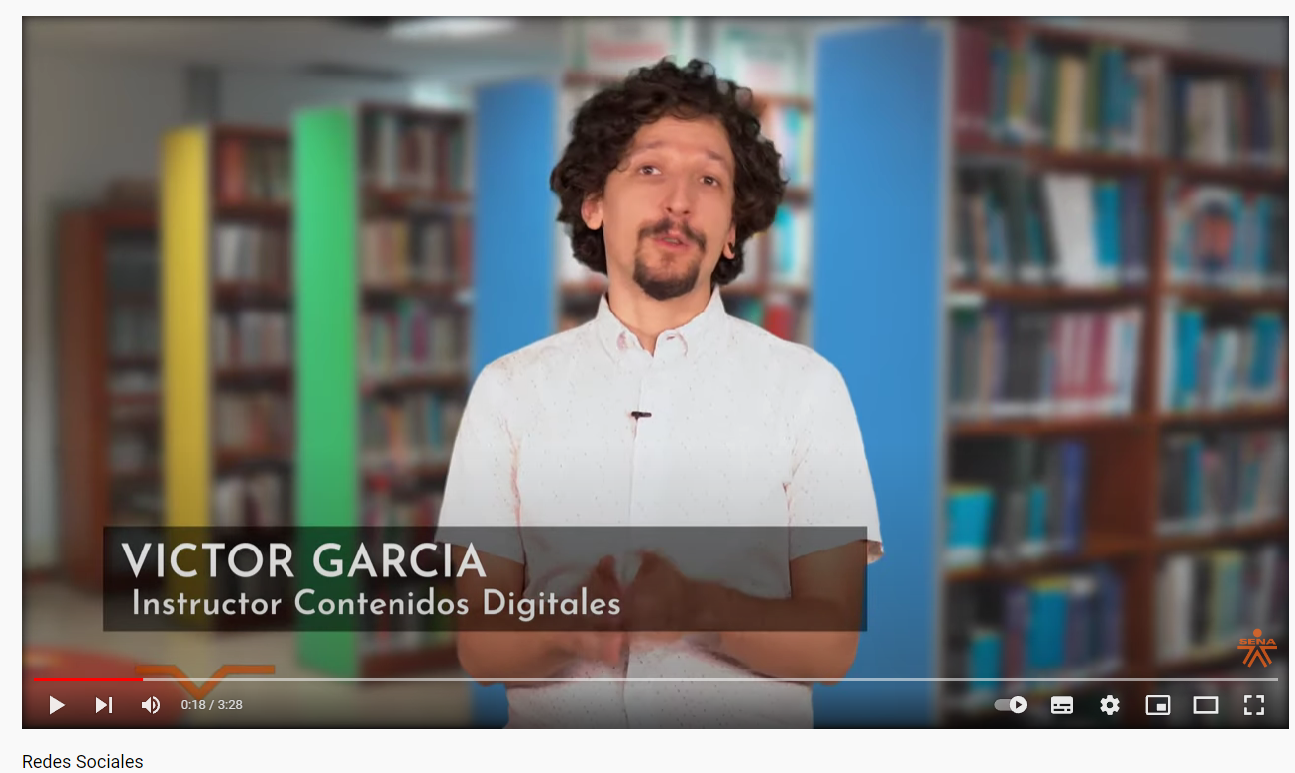 VICTOR GARCIA
Instructor Contenidos Digitales
SENA
0:18 / 3:28
Redes Sociales